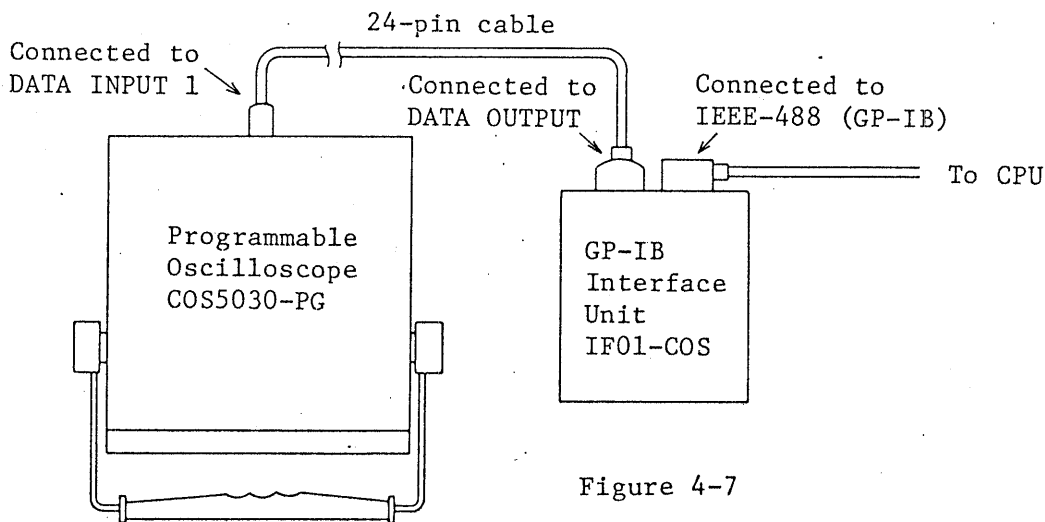 24-pin cable
Connected to
DATA INPUT 1
Connected to
DATA OUTPUT
Connected to
IEEE-488 (GP-IB)
To CPU
Programmable
Oscilloscope
COS5030-PG
GP-IB
Interface
Unit
IF01-COS
Figure 4-7